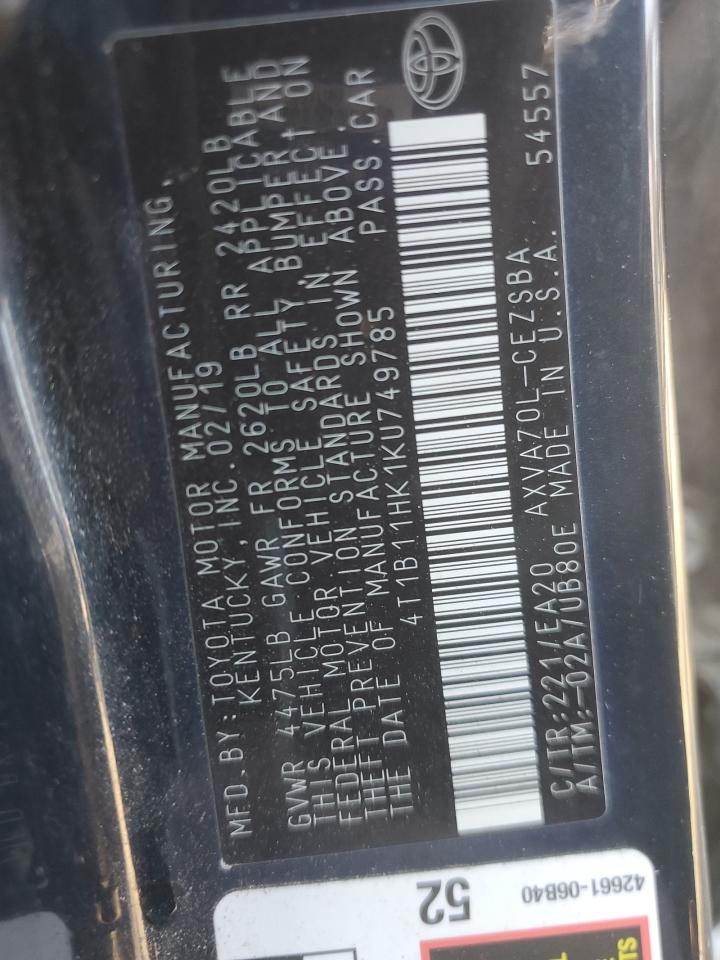 MFD.BY:TOYOTA MOTOR MANUFACTURING,
KENTUCKY,INC.02/19
GVWR 4475LB GAWR FR 2620LB RR 2420LB
THIS VEHICLE CONFORMS TO ALL APPLICABLE
FEDERAL MOTOR VEHICLE SAFETY, BUMPER, AND
THEFT PREVENTION STANDARDS IN EFFECT ON
THE DATE OF MANUFACTURE SHOWN ABOVE.
4T1B11HK1KU749785 PASS.CAR
C/TR:221/EA20 AXVA70L-CEZSBA
A/TM:-02A/UB80E MADE IN U.S.A. 54557
52
42661-06B40